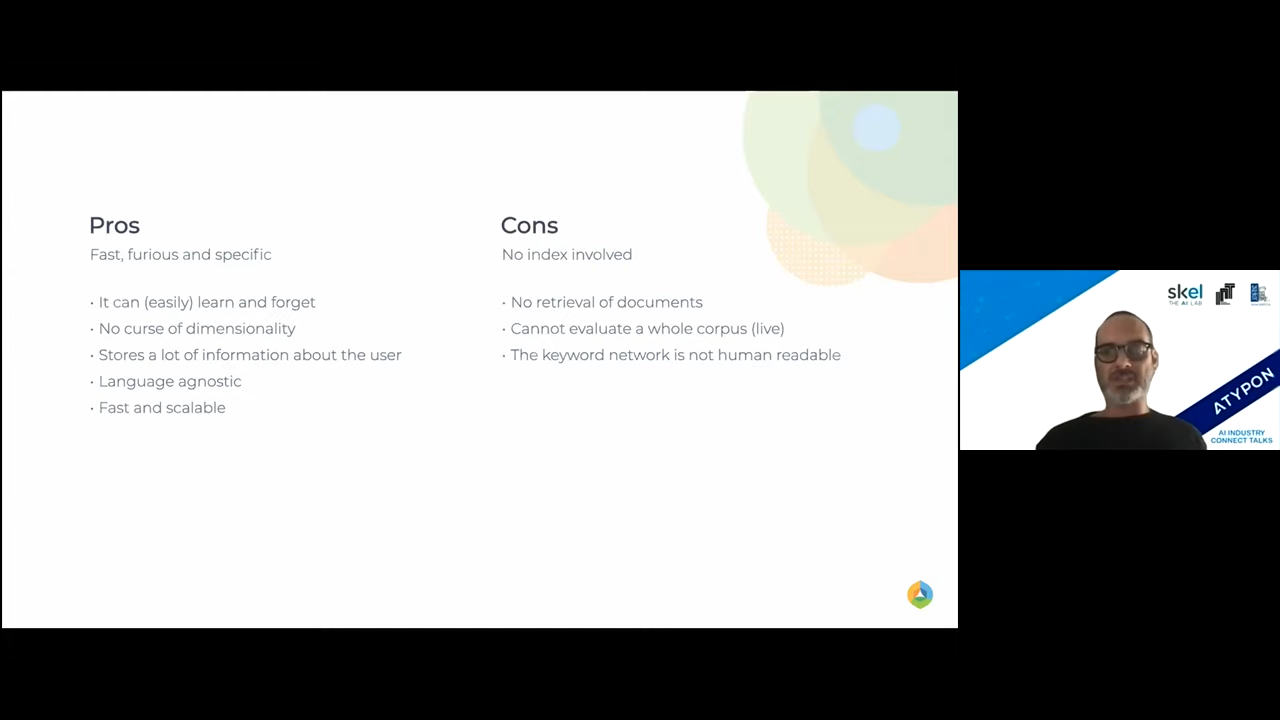 Pros
Fast, furious and specific
· It can (easily) learn and forget
· No curse of dimensionality
· Stores a lot of information about the user
· Language agnostic
· Fast and scalable
Cons
No index involved
· No retrieval of documents
· Cannot evaluate a whole corpus (live)
· The keyword network is not human readable
skel
THE AI LAB
ATYPON
AI INDUSTRY
CONNECT TALKS